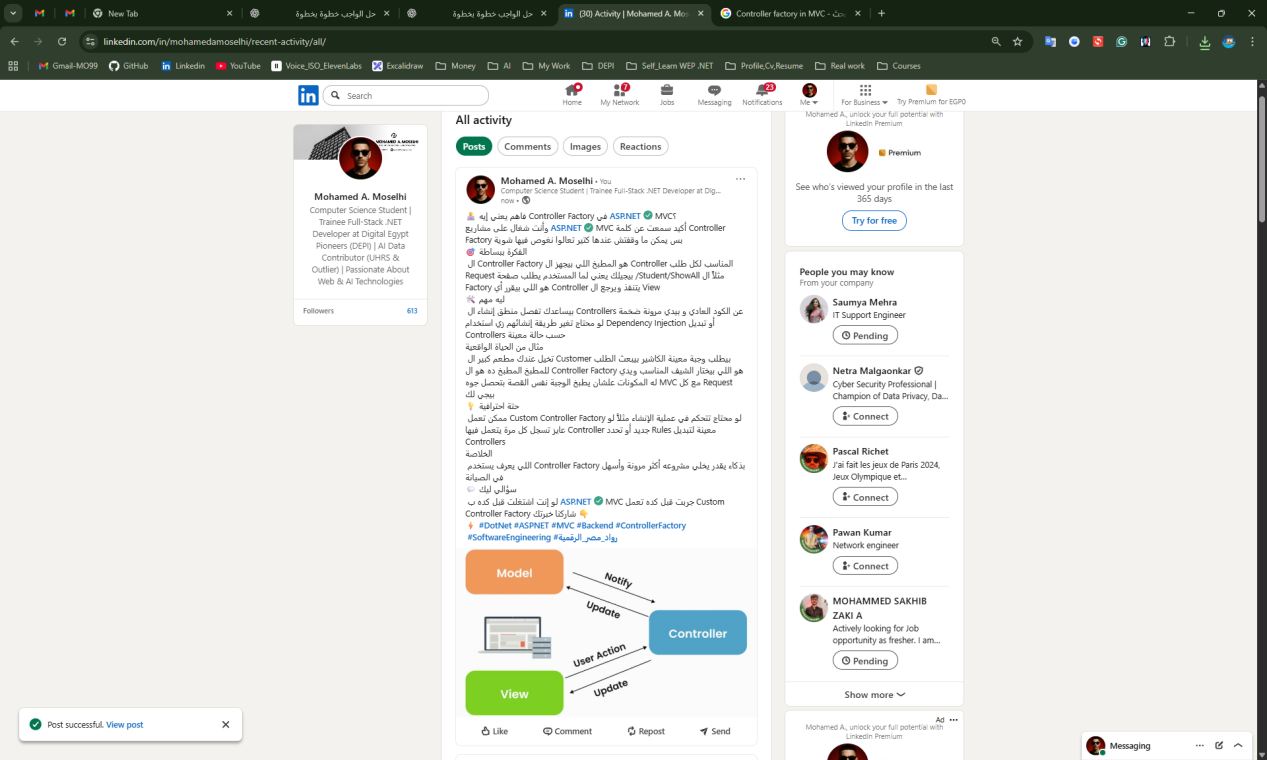 New Tab
حل الواجب خطوة بخطوة
حل الواجب خطوة بخطوة
(30) Activity | Mohamed A. Mos
Controller factory in MVC - بحث
linkedin.com/in/mohamedamoselhi/recent-activity/all/
Gmail-MO99
GitHub
Linkedin
YouTube
Voice_ISO_ElevenLabs
Excalidraw
Money
AI
My Work
DEPI
Self_Learn WEP .NET
Profile,Cv,Resume
Real work
Courses
in
Search
Home
7
My Network
Jobs
Messaging
23
Notifications
Me
For Business
Try Premium for EGP0
MOHAMED A. MOSELHI
Mohamed A. Moselhi
Computer Science Student |
Trainee Full-Stack .NET
Developer at Digital Egypt
Pioneers (DEPI) | AI Data
Contributor (UHRS &
Outlier) | Passionate About
Web & AI Technologies
Followers 613
All activity
Posts
Comments
Images
Reactions
Mohamed A. Moselhi • You
Computer Science Student | Trainee Full-Stack .NET Developer at Dig...
now •
فاهم يعني إيه Controller Factory في ASP.NET MVC؟
أكيد سمعت عن كلمة Controller وأنت شغال على مشاريع ASP.NET MVC
بس يمكن ما وقفتش عندها كتير تعالوا نغوص فيها شوية Factory
الفكرة ببساطة
ال Controller Factory هو المطبخ اللي بيجهز ال Controller المناسب لكل طلب
Request بيجيلك يعني لما المستخدم يطلب صفحة /Student/ShowAll مثلاً ال
Factory هو اللي بيقرر أي Controller يتنفذ ويرجع ال View
ليه مهم
بيساعدك تفصل منطق إنشاء ال Controllers عن الكود العادي و بيدي مرونة ضخمة
لو محتاج تغير طريقة إنشائهم زي استخدام Dependency Injection أو تبديل
Controllers حسب حالة معينة
مثال من الحياة الواقعية
تخيل عندك مطعم كبير ال Customer بيطلب وجبة معينة الكاشير بيبعث الطلب
للمطبخ المطبخ ده هو ال Controller Factory هو اللي بيختار الشيف المناسب ويدي
له المكونات علشان يطبخ الوجبة نفس القصة بتحصل جوه MVC مع كل Request
بيجي لك
حتة احترافية
ممكن تعمل Custom Controller Factory لو محتاج تتحكم في عملية الإنشاء مثلاً لو
عايز تسجل كل مرة يتعمل فيها Controller جديد أو تحدد Rules معينة لتبديل
Controllers
الخلاصة
اللي يعرف يستخدم Controller Factory بذكاء يقدر يخلي مشروعه أكثر مرونة وأسهل
في الصيانة
سؤالي ليك
لو إنت اشتغلت قبل كده ب ASP.NET MVC جربت قبل كده تعمل Custom
Controller Factory شاركنا خبرتك
#DotNet #ASPNET #MVC #Backend #ControllerFactory
#SoftwareEngineering #رواد_مصر_الرقمية
Model
Notify
Update
Controller
User Action
Update
View
Like
Comment
Repost
Send
Mohamed A., unlock your full potential with
LinkedIn Premium
Premium
See who's viewed your profile in the last
365 days
Try for free
People you may know
From your company
Saumya Mehra
IT Support Engineer
Pending
Netra Malgaonkar
Cyber Security Professional |
Champion of Data Privacy, Da...
Connect
Pascal Richet
J'ai fait les jeux de Paris 2024,
Jeux Olympique et...
Connect
Pawan Kumar
Network engineer
Connect
MOHAMMED SAKHIB
ZAKI A
Actively looking for Job
opportunity as fresher. I am...
Pending
Show more
Ad
Mohamed A., unlock your full potential with
LinkedIn Premium
Post successful. View post
Messaging